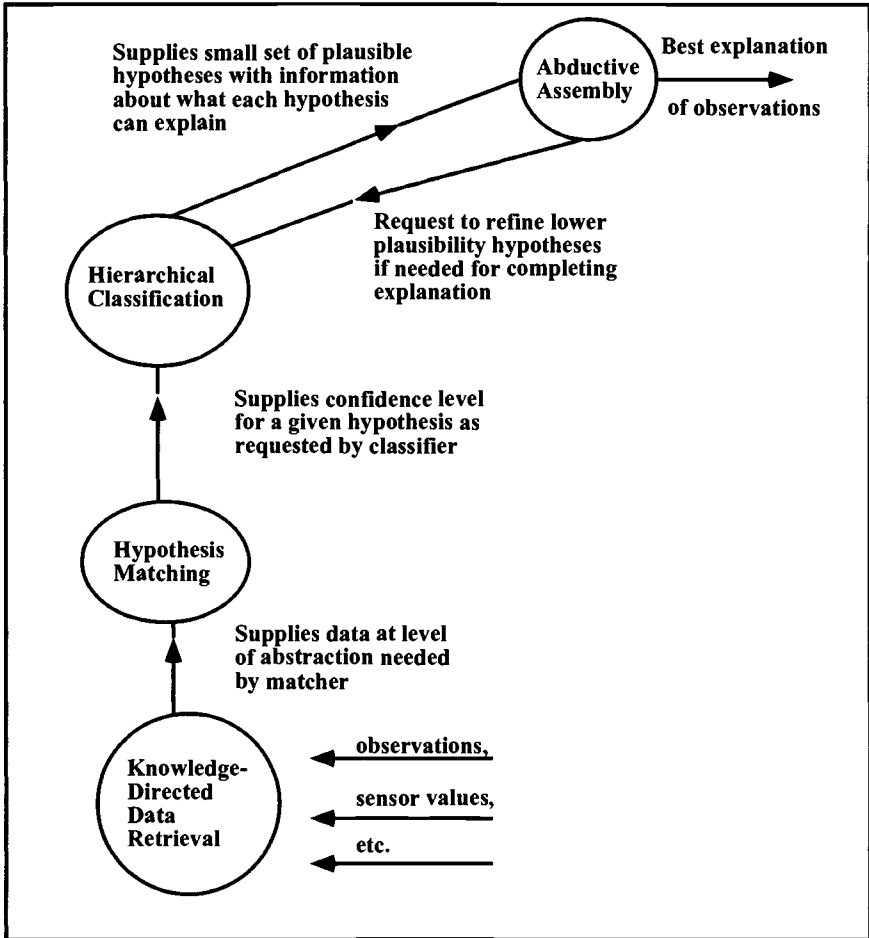 Supplies small set of plausible
hypotheses with information
about what each hypothesis
can explain
Abductive
Assembly
Best explanation
of observations
Request to refine lower
plausibility hypotheses
if needed for completing
explanation
Hierarchical
Classification
Supplies confidence level
for a given hypothesis as
requested by classifier
Hypothesis
Matching
Supplies data at level
of abstraction needed
by matcher
Knowledge-
Directed
Data
Retrieval
observations,
sensor values,
etc.